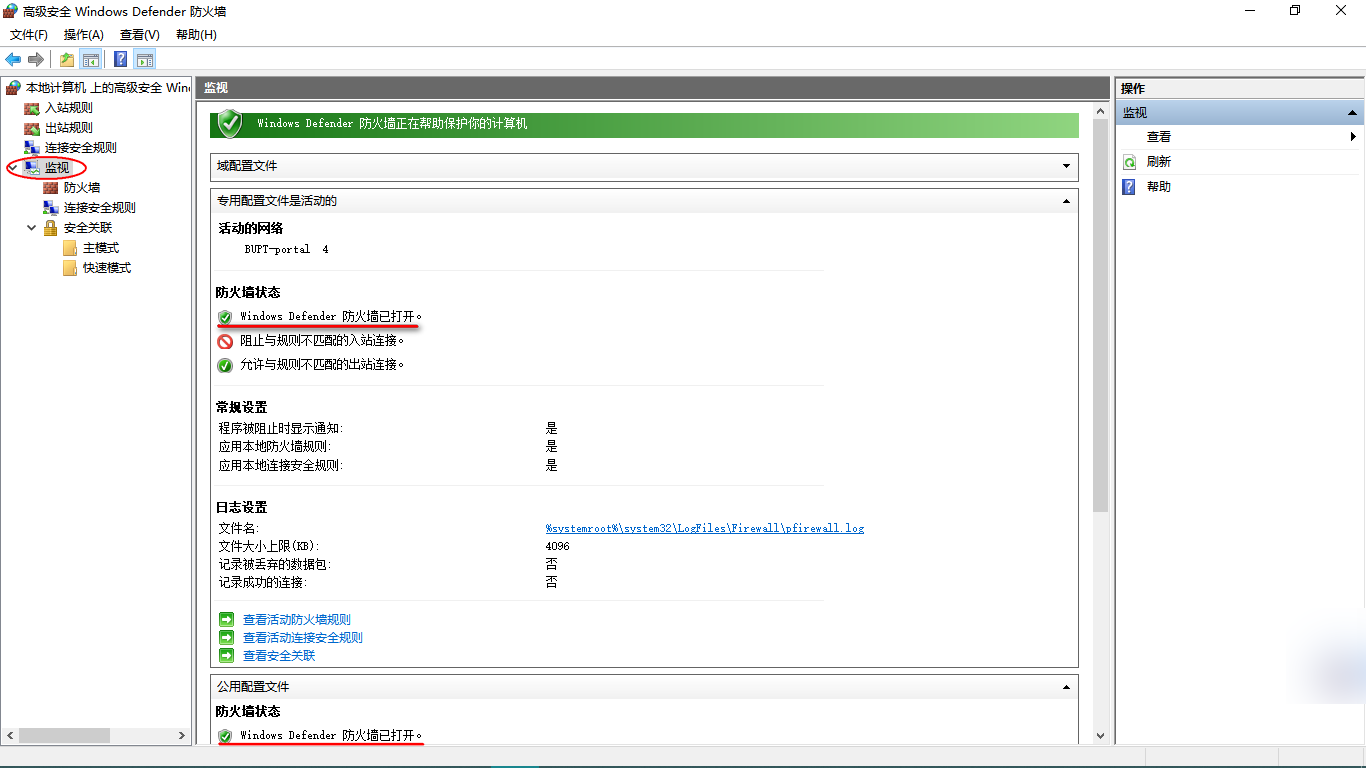 高级安全 Windows Defender 防火墙
文件(F) 操作(A) 查看(V) 帮助(H)
本地计算机 上的高级安全 Win
入站规则
出站规则
连接安全规则
监视
防火墙
连接安全规则
安全关联
主模式
快速模式
监视
Windows Defender 防火墙正在帮助保护你的计算机
域配置文件
专用配置文件是活动的
活动的网络
BUPT-portal 4
防火墙状态
Windows Defender 防火墙已打开。
阻止与规则不匹配的入站连接。
允许与规则不匹配的出站连接。
常规设置
程序被阻止时显示通知: 是
应用本地防火墙规则: 是
应用本地连接安全规则: 是
日志设置
文件名: %systemroot%\system32\LogFiles\Firewall\pfirewall.log
文件大小上限(KB): 4096
记录被丢弃的数据包: 否
记录成功的连接: 否
查看活动防火墙规则
查看活动连接安全规则
查看安全关联
公用配置文件
防火墙状态
Windows Defender 防火墙已打开。
操作
监视
查看
刷新
帮助